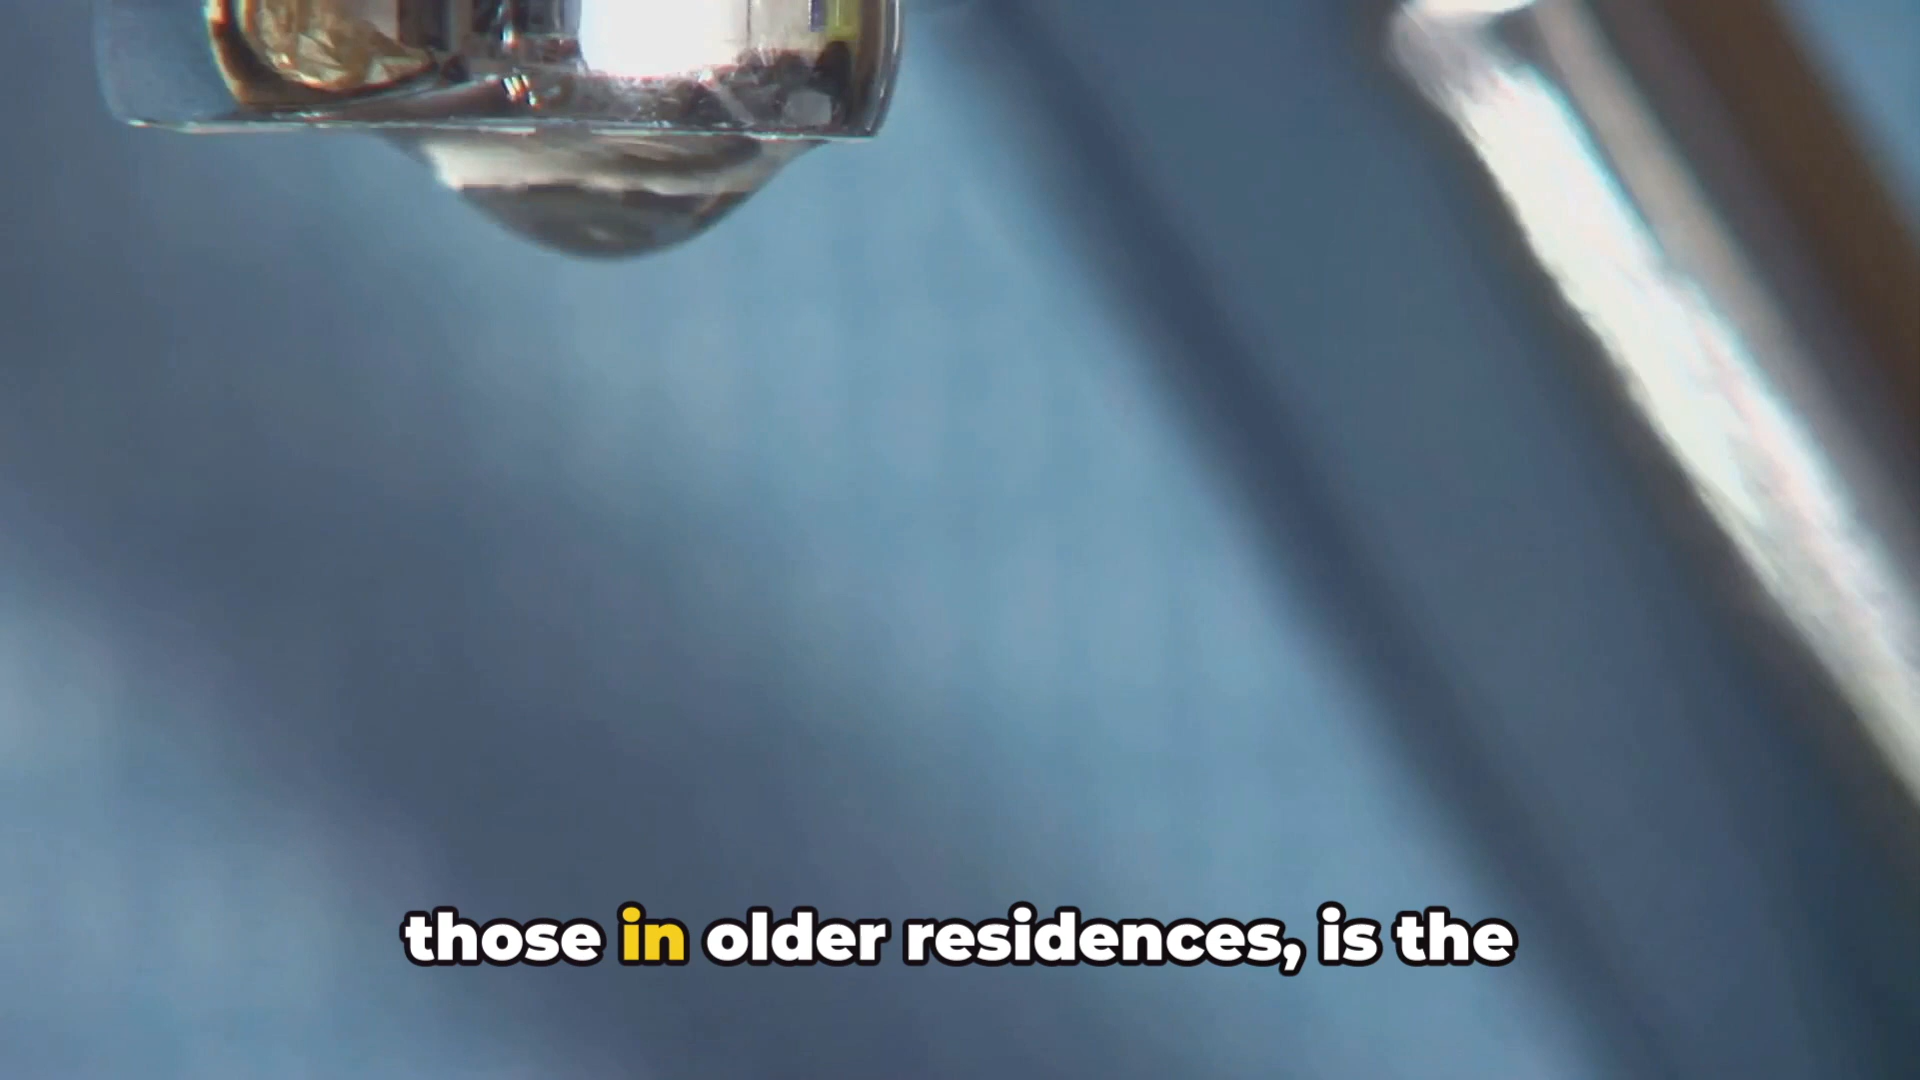 those in older residences, is the